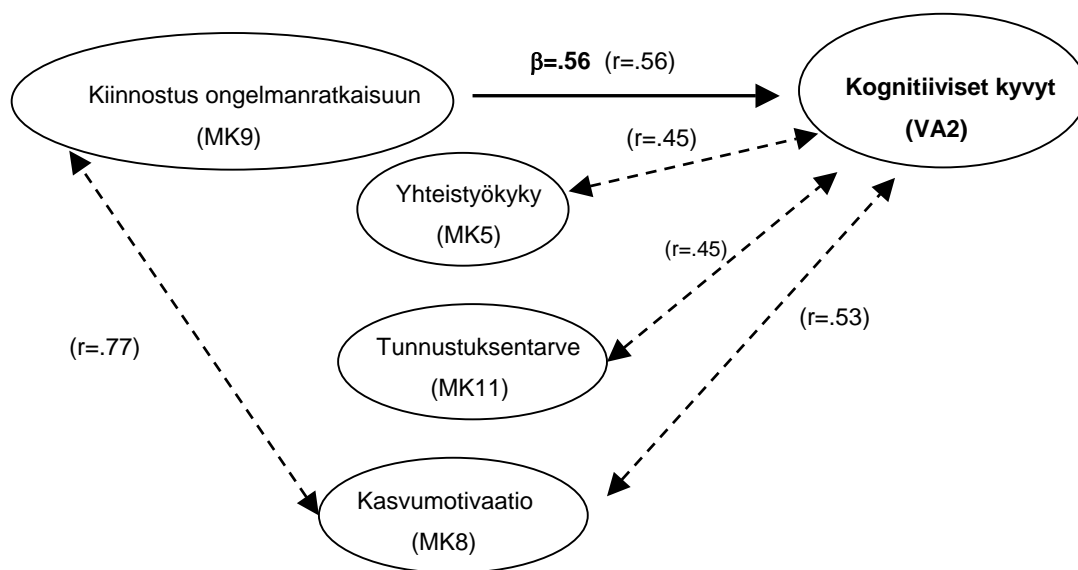 β=.56 (r=.56)
Kiinnostus ongelmanratkaisuun
(MK9)
Kognitiiviset kyvyt
(VA2)
(r=.45)
Yhteistyökyky
(MK5)
(r=.45)
(r=.53)
(r=.77)
Tunnustuksentarve
(MK11)
Kasvumotivaatio
(MK8)